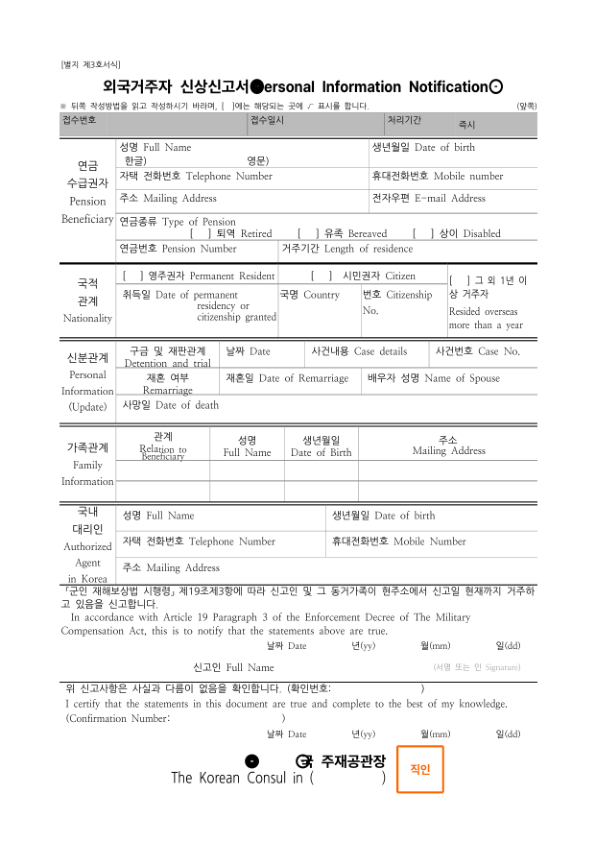 [별지 제3호서식]
외국거주자 신상신고서 ersonal Information Notification
※ 뒤쪽 작성방법을 읽고 작성하시기 바라며, [ ]에는 해당되는 곳에 √ 표시를 합니다. (앞쪽)
접수번호 접수일시 처리기간 즉시
연금 수급권자 Pension Beneficiary
성명 Full Name 생년월일 Date of birth
한글) 영문)
자택 전화번호 Telephone Number 휴대전화번호 Mobile number
주소 Mailing Address 전자우편 E-mail Address
연금종류 Type of Pension
[ ] 퇴역 Retired [ ] 유족 Bereaved [ ] 상이 Disabled
연금번호 Pension Number 거주기간 Length of residence
국적 관계 Nationality
[ ] 영주권자 Permanent Resident [ ] 시민권자 Citizen
[ ] 그 외 1년 이상 거주자
Resided overseas more than a year
취득일 Date of permanent residency or citizenship granted
국명 Country
번호 Citizenship No.
신분관계 Personal Information (Update)
구금 및 재판관계 Detention and trial
날짜 Date 사건내용 Case details 사건번호 Case No.
재혼 여부 Remarriage
재혼일 Date of Remarriage 배우자 성명 Name of Spouse
사망일 Date of death
가족관계 Family Information
관계 Relation to Beneficiary
성명 Full Name
생년월일 Date of Birth
주소 Mailing Address
국내 대리인 Authorized Agent in Korea
성명 Full Name 생년월일 Date of birth
자택 전화번호 Telephone Number 휴대전화번호 Mobile Number
주소 Mailing Address
「군인 재해보상법 시행령」 제19조제3항에 따라 신고인 및 그 동거가족이 현주소에서 신고일 현재까지 거주하
고 있음을 신고합니다.
In accordance with Article 19 Paragraph 3 of the Enforcement Decree of The Military
Compensation Act, this is to notify that the statements above are true.
날짜 Date 년(yy) 월(mm) 일(dd)
신고인 Full Name (서명 또는 인 Signature)
위 신고사항은 사실과 다름이 없음을 확인합니다. (확인번호: )
I certify that the statements in this document are true and complete to the best of my knowledge.
(Confirmation Number: )
날짜 Date 년(yy) 월(mm) 일(dd)
주재공관장
The Korean Consul in ( )
직인